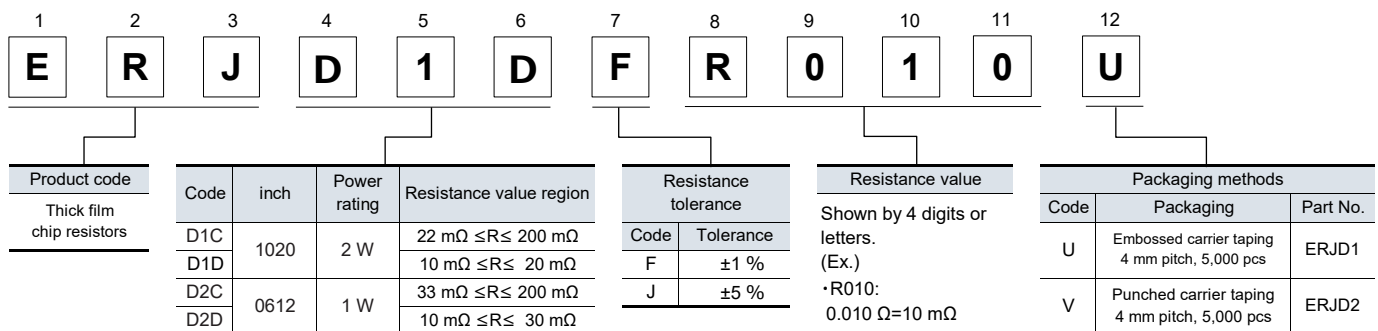 1 2 3 4 5 6 7 8 9 10 11 12
E R J D 1 D F R 0 1 0 U
Product code
Thick film
chip resistors
Code inch Power rating Resistance value region
D1C 1020 2 W 22 mΩ ≤R≤ 200 mΩ
D1D 10 mΩ ≤R≤ 20 mΩ
D2C 0612 1 W 33 mΩ ≤R≤ 200 mΩ
D2D 10 mΩ ≤R≤ 30 mΩ
Resistance
tolerance
Code Tolerance
F ±1 %
J ±5 %
Resistance value
Shown by 4 digits or
letters.
(Ex.)
・R010:
0.010 Ω=10 mΩ
Packaging methods
Code Packaging Part No.
U Embossed carrier taping
4 mm pitch, 5,000 pcs ERJD1
V Punched carrier taping
4 mm pitch, 5,000 pcs ERJD2